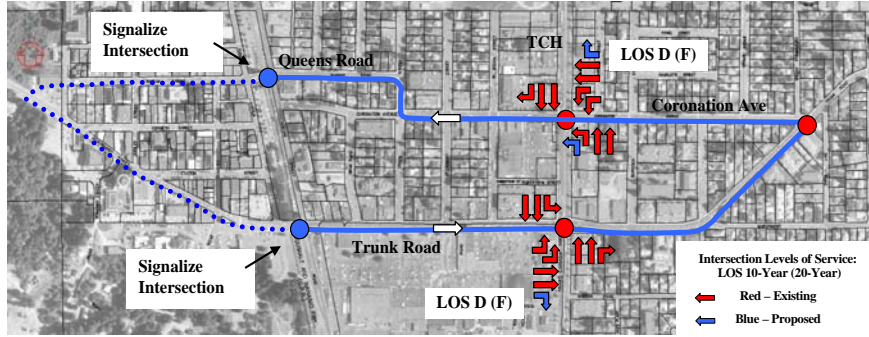 Signalize
Intersection
TCH
LOS D (F)
Queens Road
Coronation Ave
Trunk Road
Signalize
Intersection
LOS D (F)
Intersection Levels of Service:
LOS 10-Year (20-Year)
Red – Existing
Blue – Proposed